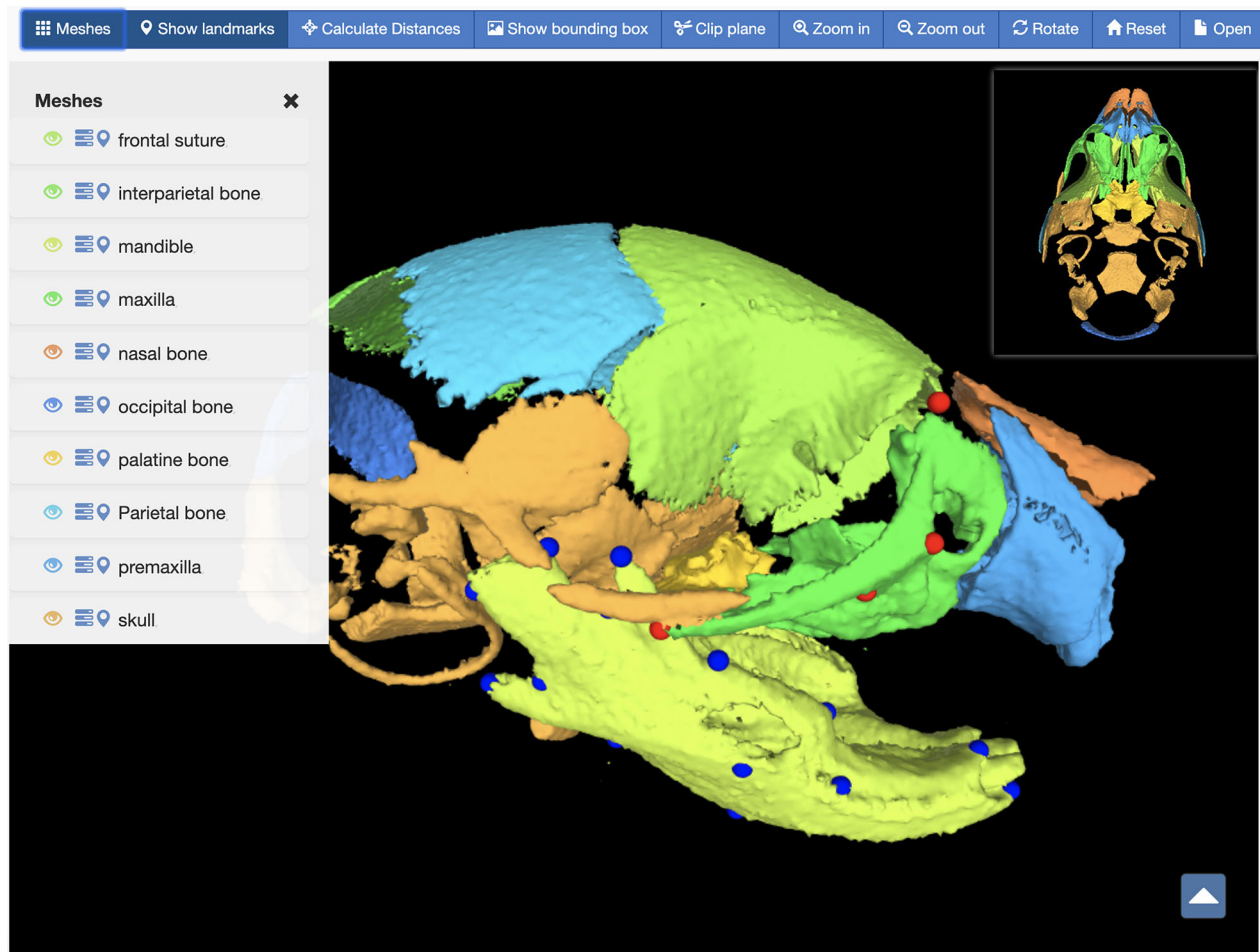 Meshes Show landmarks Calculate Distances Show bounding box Clip plane Zoom in Zoom out Rotate Reset Open
Meshes
frontal suture
interparietal bone
mandible
maxilla
nasal bone
occipital bone
palatine bone
Parietal bone
premaxilla
skull